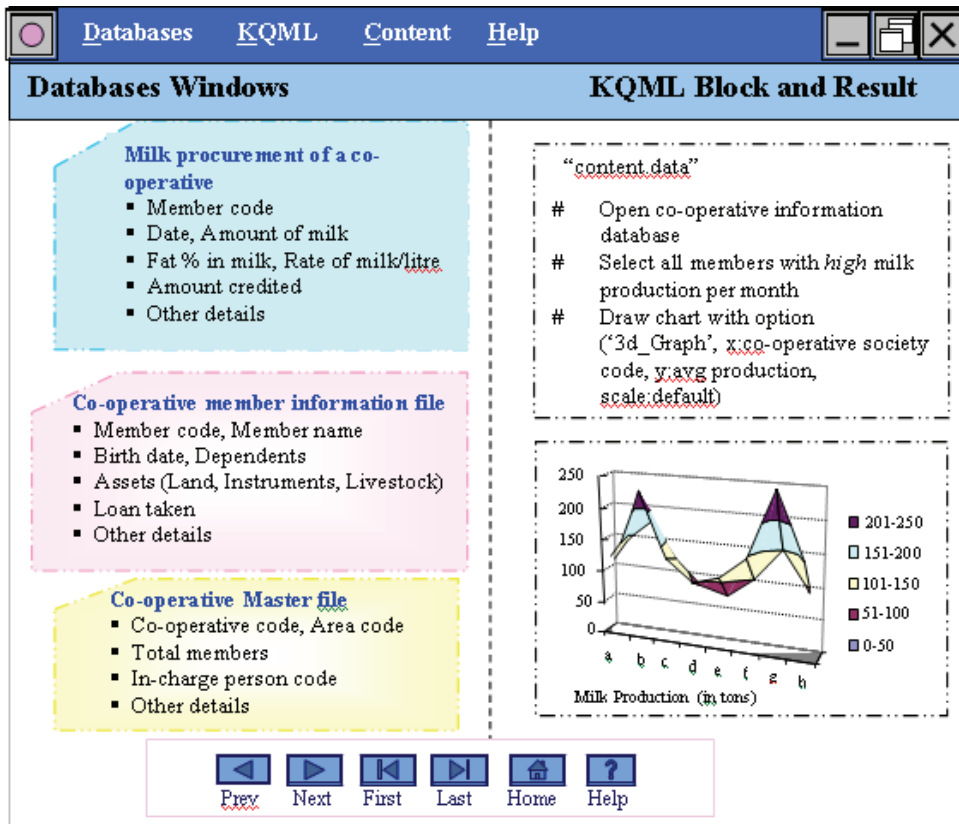 Databases KQML Content Help
Databases Windows
KQML Block and Result
Milk procurement of a co-
operative
▪ Member code
▪ Date, Amount of milk
▪ Fat % in milk, Rate of milk/litre
▪ Amount credited
▪ Other details
Co-operative member information file
▪ Member code, Member name
▪ Birth date, Dependents
▪ Assets (Land, Instruments, Livestock)
▪ Loan taken
▪ Other details
Co-operative Master file
▪ Co-operative code, Area code
▪ Total members
▪ In-charge person code
▪ Other details
“content.data”
# Open co-operative information
database
# Select all members with high milk
production per month
# Draw chart with option
(‘3d_Graph’, x:co-operative society
code, y:avg production,
scale:default)
250
200
150
100
50
0
a b c d e f g h
Milk Production (in tons)
201-250
151-200
101-150
51-100
0-50
?
Prev Next First Last Home Help